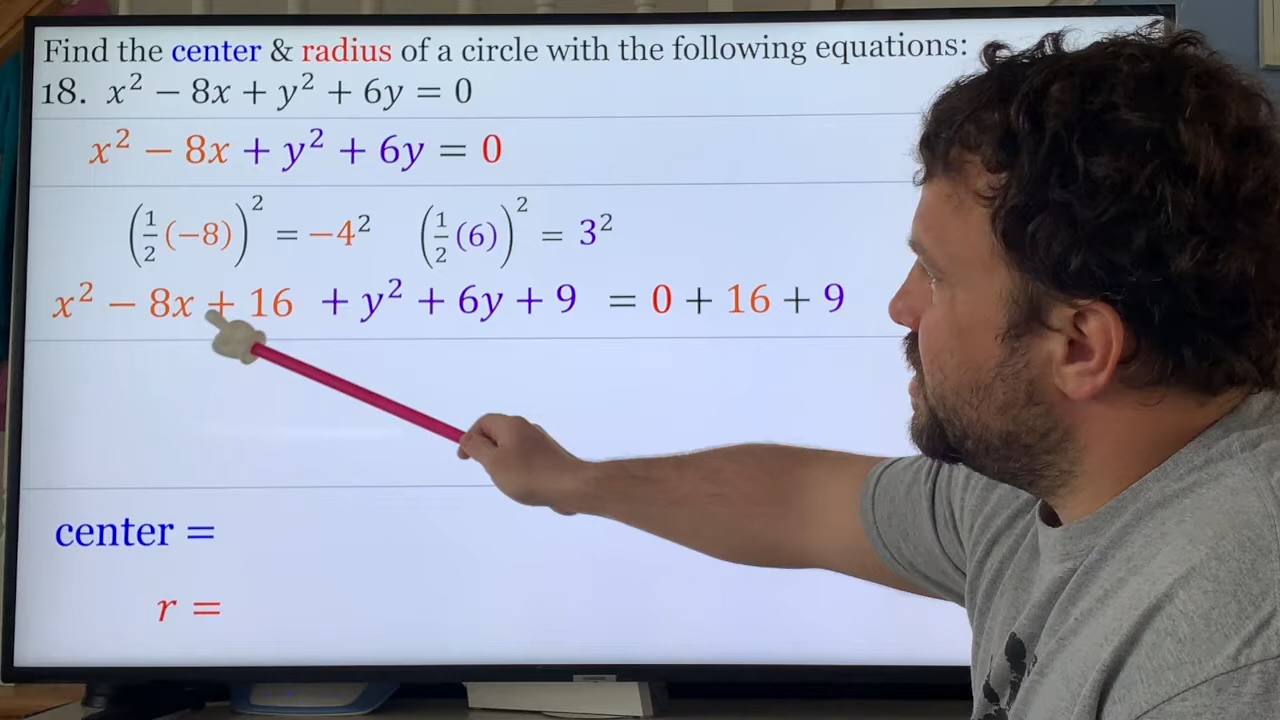 Find the center & radius of a circle with the following equations:
18. x² − 8x + y² + 6y = 0
x² − 8x + y² + 6y = 0
(½(−8))² = −4² (½(6))² = 3²
x² − 8x + 16 + y² + 6y + 9 = 0 + 16 + 9
center =
r =